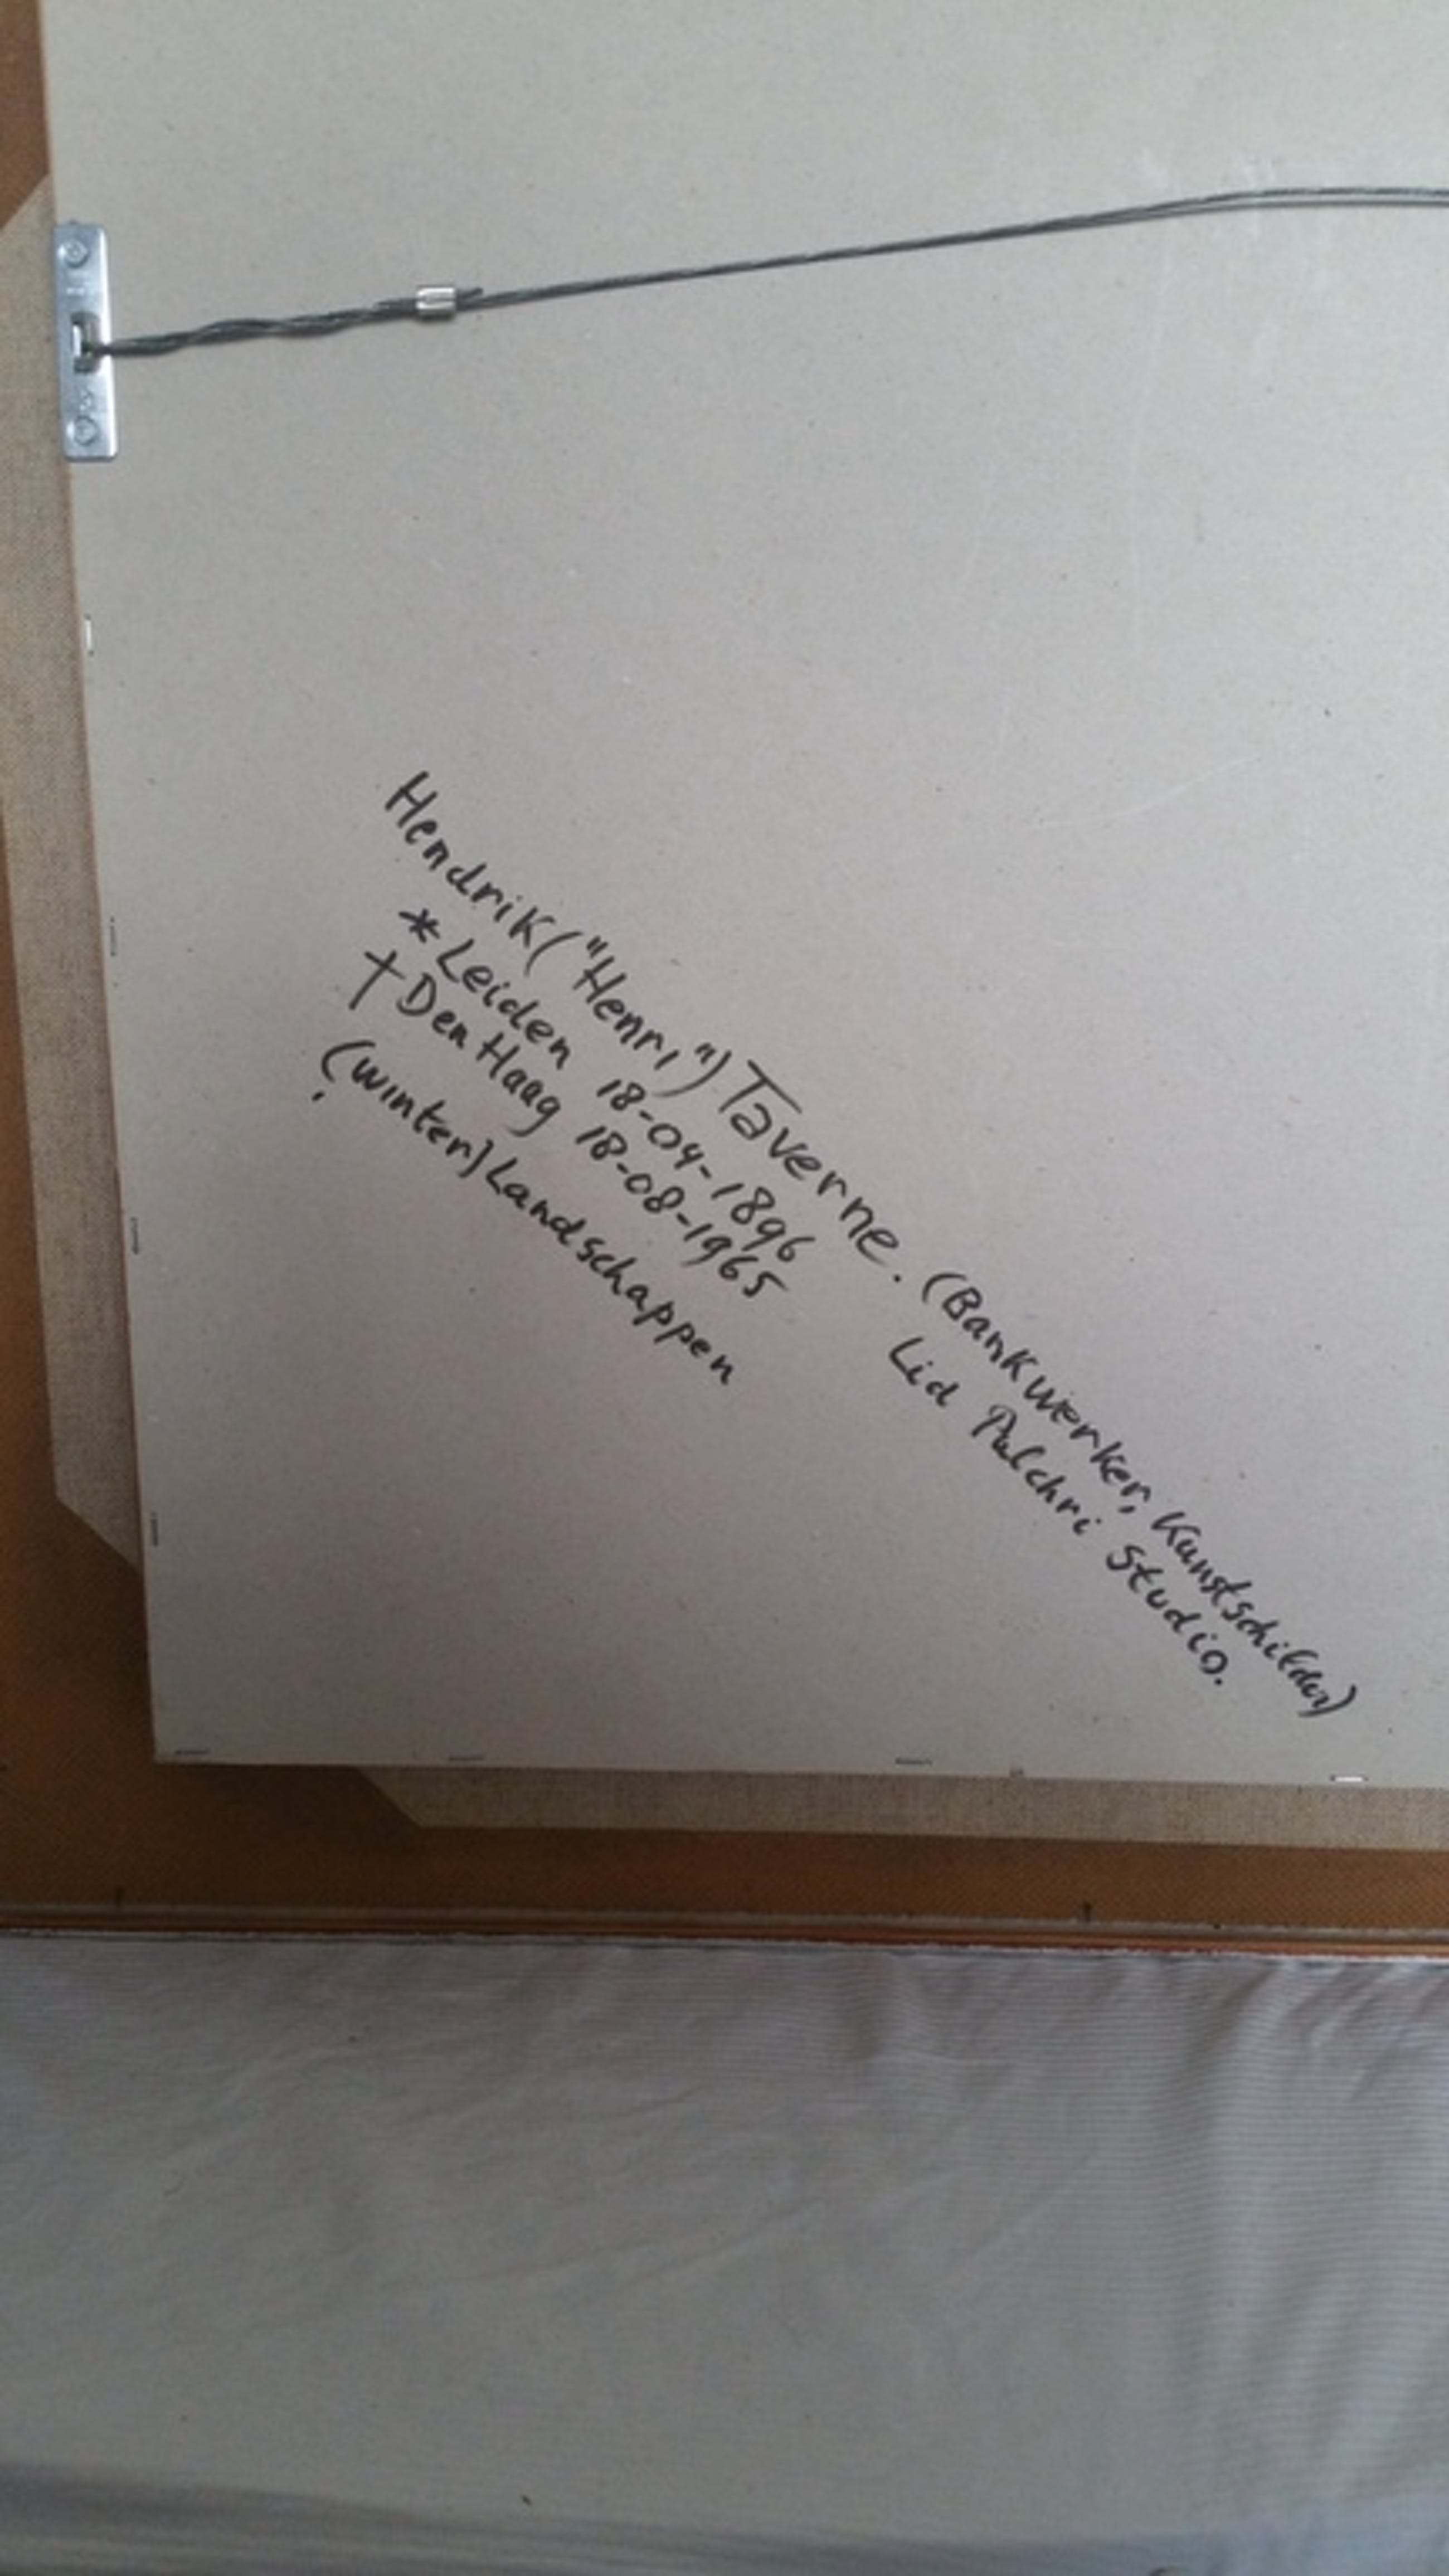 Hendrik ("Henri") Taverne. (Bankwerker, Kunstschilder)
* Leiden 18-04-1896 Lid Pulchri Studio.
† Den Haag 18-08-1965
(winter) Landschappen